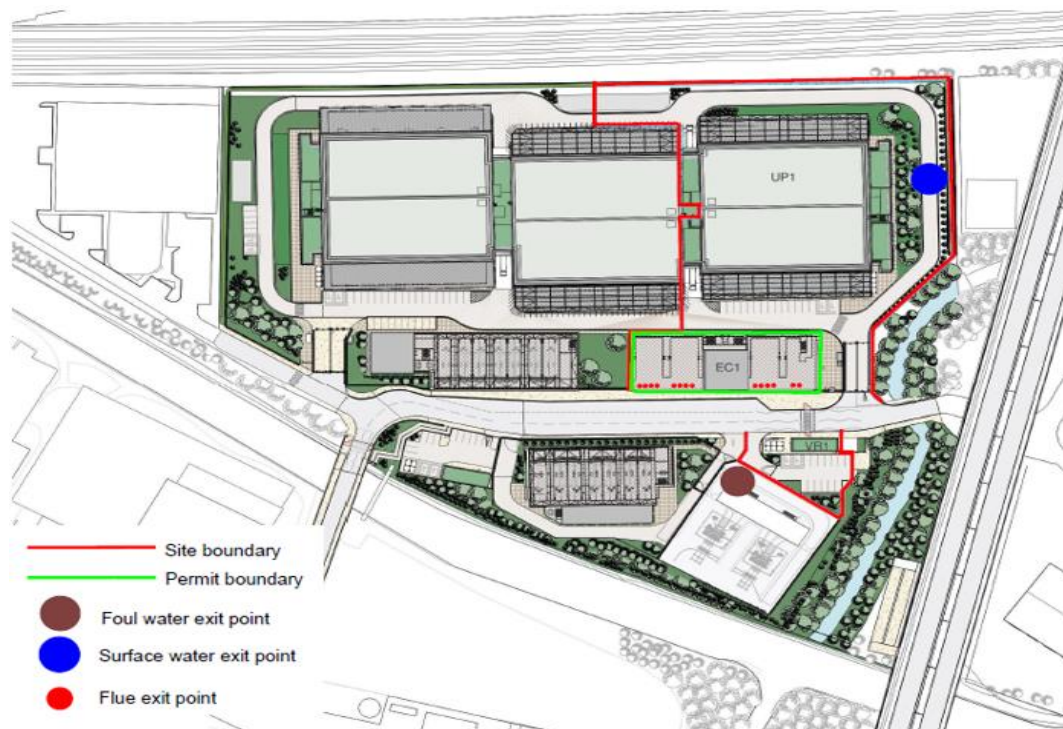 UP1
EC1
VR1
Site boundary
Permit boundary
Foul water exit point
Surface water exit point
Flue exit point